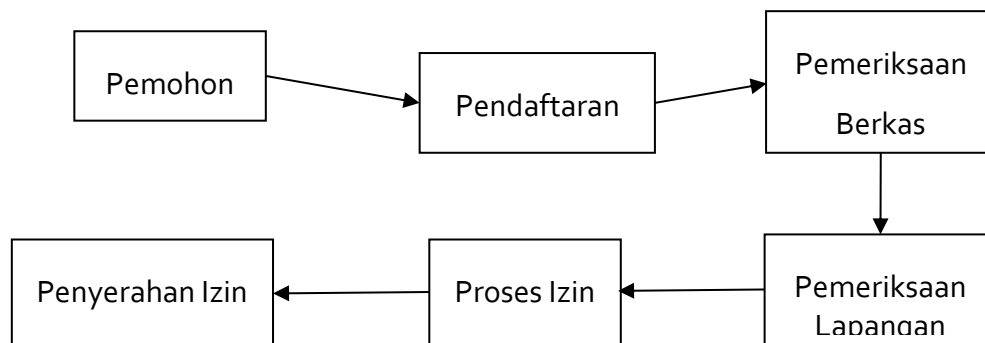 Pemohon
Pendaftaran
Pemeriksaan
Berkas
Pemeriksaan
Lapangan
Proses Izin
Penyerahan Izin